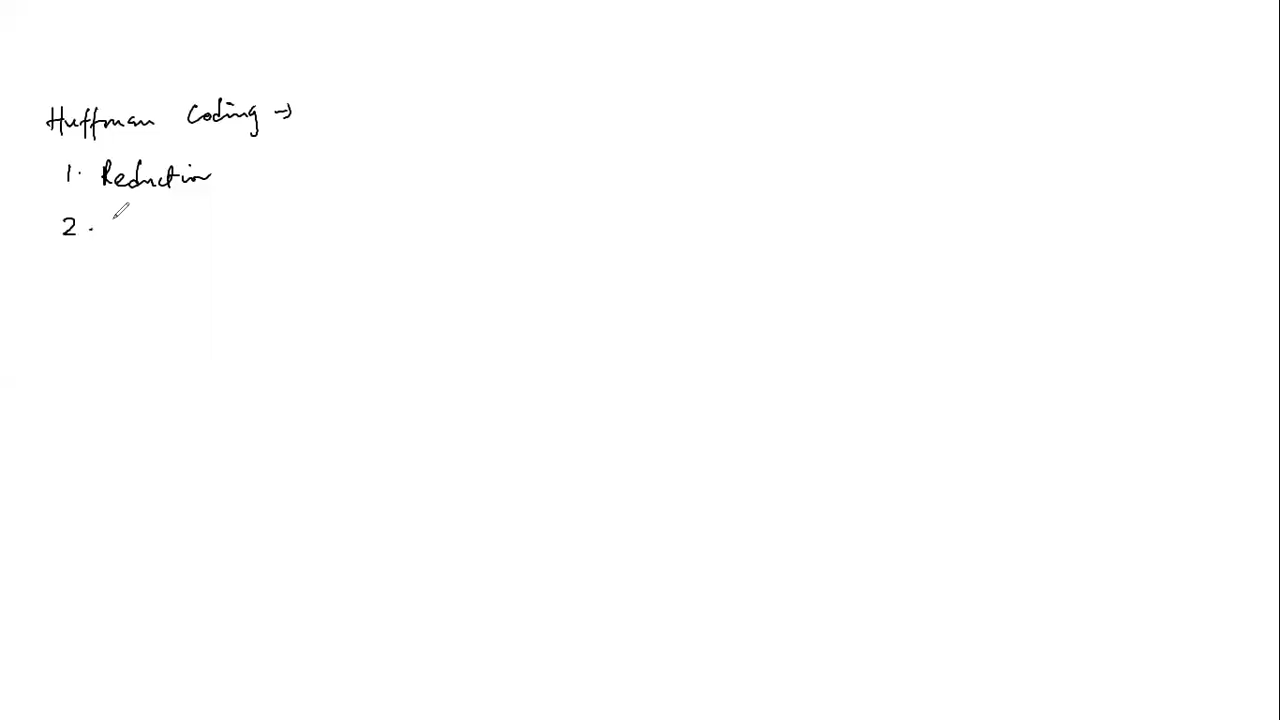 Huffman Coding →
1. Reduction
2.